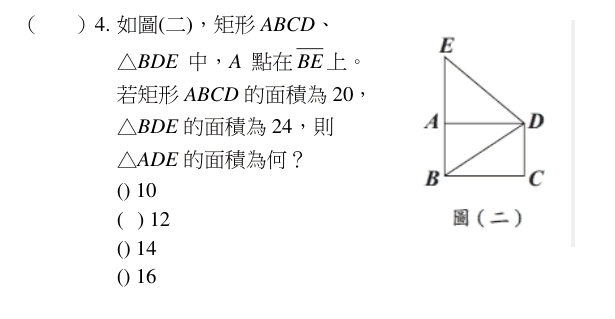 （　　）4. 如圖(二)，矩形 ABCD、
△BDE 中，A 點在 BE 上。
若矩形 ABCD 的面積為 20，
△BDE 的面積為 24，則
△ADE 的面積為何？
() 10
( ) 12
() 14
() 16
E
A D
B C
圖(二)